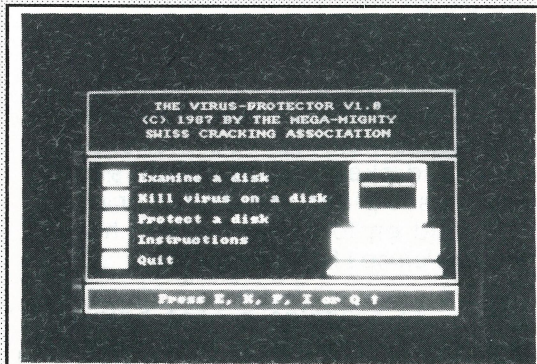 THE VIRUS-PROTECTOR V1.0
(C) 1987 BY THE MEGA-MIGHTY
SWISS CRACKING ASSOCIATION
Examine a disk
Kill virus on a disk
Protect a disk
Instructions
Quit
Press E, K, P, I or Q !